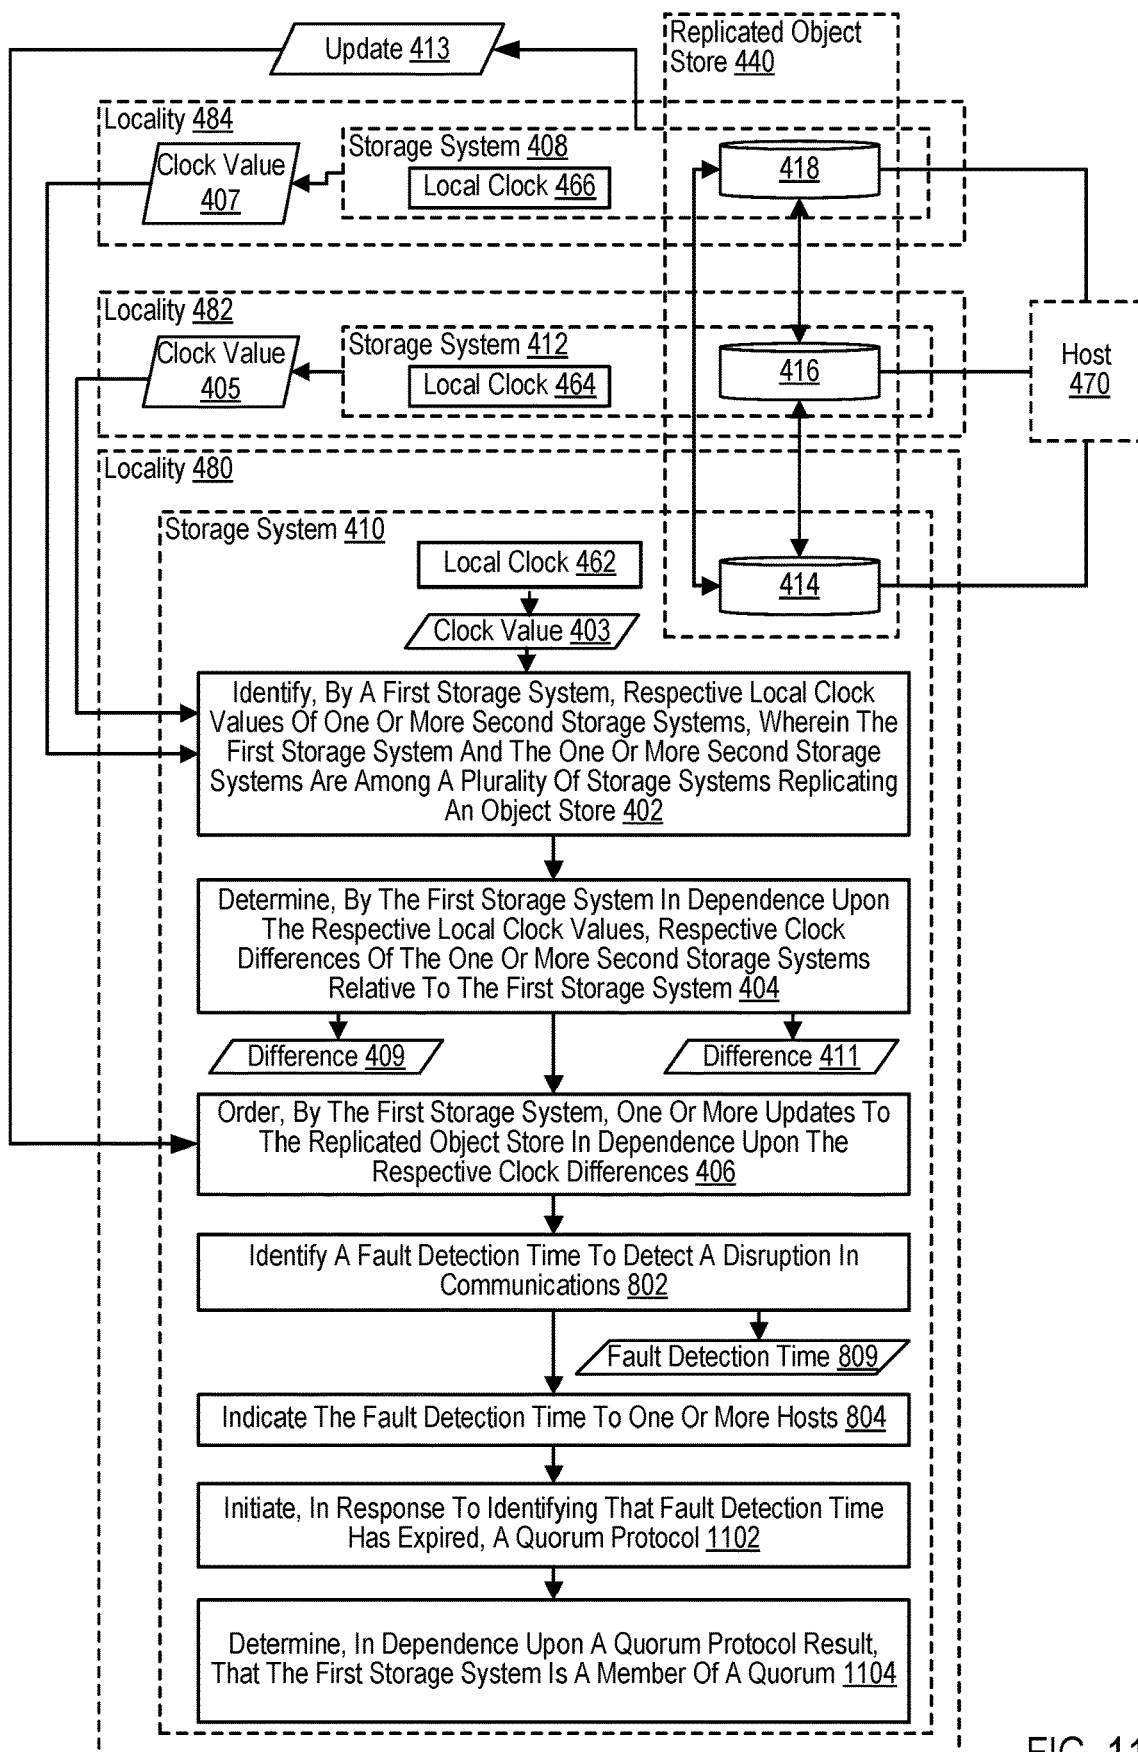 Update 413
Replicated Object
Store 440
Locality 484
Clock Value
407
Storage System 408
Local Clock 466
418
Locality 482
Clock Value
405
Storage System 412
Local Clock 464
416
Host
470
Locality 480
Storage System 410
Local Clock 462
414
Clock Value 403
Identify, By A First Storage System, Respective Local Clock
Values Of One Or More Second Storage Systems, Wherein The
First Storage System And The One Or More Second Storage
Systems Are Among A Plurality Of Storage Systems Replicating
An Object Store 402
Determine, By The First Storage System In Dependence Upon
The Respective Local Clock Values, Respective Clock
Differences Of The One Or More Second Storage Systems
Relative To The First Storage System 404
Difference 409
Difference 411
Order, By The First Storage System, One Or More Updates To
The Replicated Object Store In Dependence Upon The
Respective Clock Differences 406
Identify A Fault Detection Time To Detect A Disruption In
Communications 802
Fault Detection Time 809
Indicate The Fault Detection Time To One Or More Hosts 804
Initiate, In Response To Identifying That Fault Detection Time
Has Expired, A Quorum Protocol 1102
Determine, In Dependence Upon A Quorum Protocol Result,
That The First Storage System Is A Member Of A Quorum 1104
FIG. 11